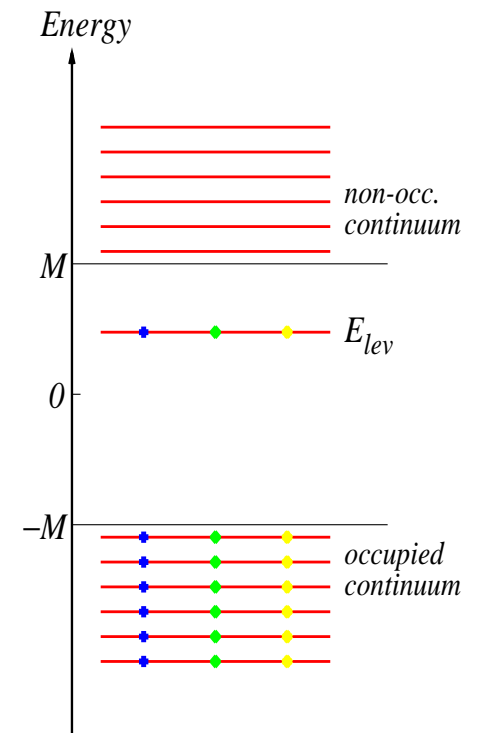 Energy
non-occ.
continuum
M
E_lev
0
−M
occupied
continuum